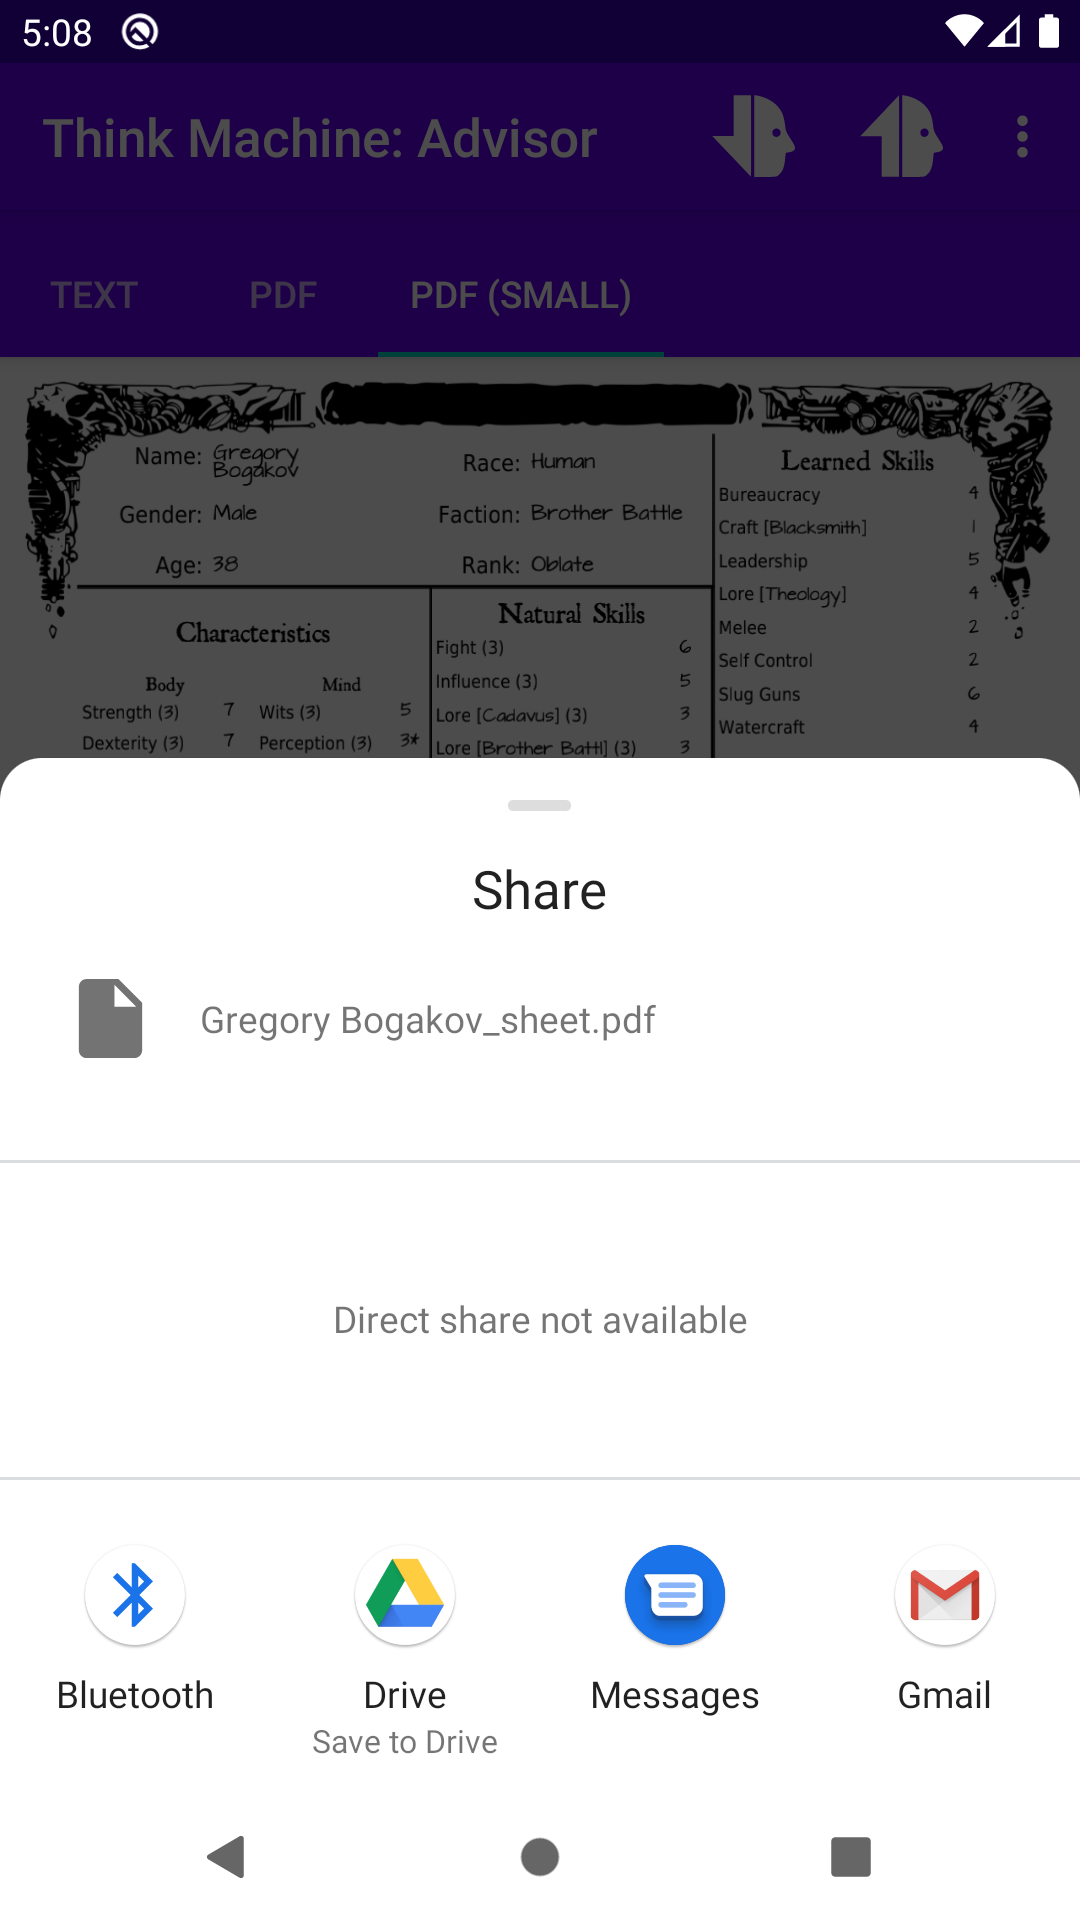 5:08
Think Machine: Advisor
TEXT PDF PDF (SMALL)
Name: Gregory Bogakov
Race: Human
Gender: Male
Faction: Brother Battle
Age: 38
Rank: Oblate
Learned Skills
Bureaucracy 4
Craft [Blacksmith] 1
Leadership 5
Lore [Theology] 4
Melee 2
Self Control 2
Slug Guns 6
Watercraft 4
Characteristics
Body Mind
Strength (3) 7 Wits (3) 5
Dexterity (3) 7 Perception (3) 3*
Natural Skills
Fight (3) 6
Influence (3) 5
Lore [Cadavus] (3) 3
Lore [Brother Battl] (3) 3
Share
Gregory Bogakov_sheet.pdf
Direct share not available
Bluetooth
Drive
Save to Drive
Messages
Gmail